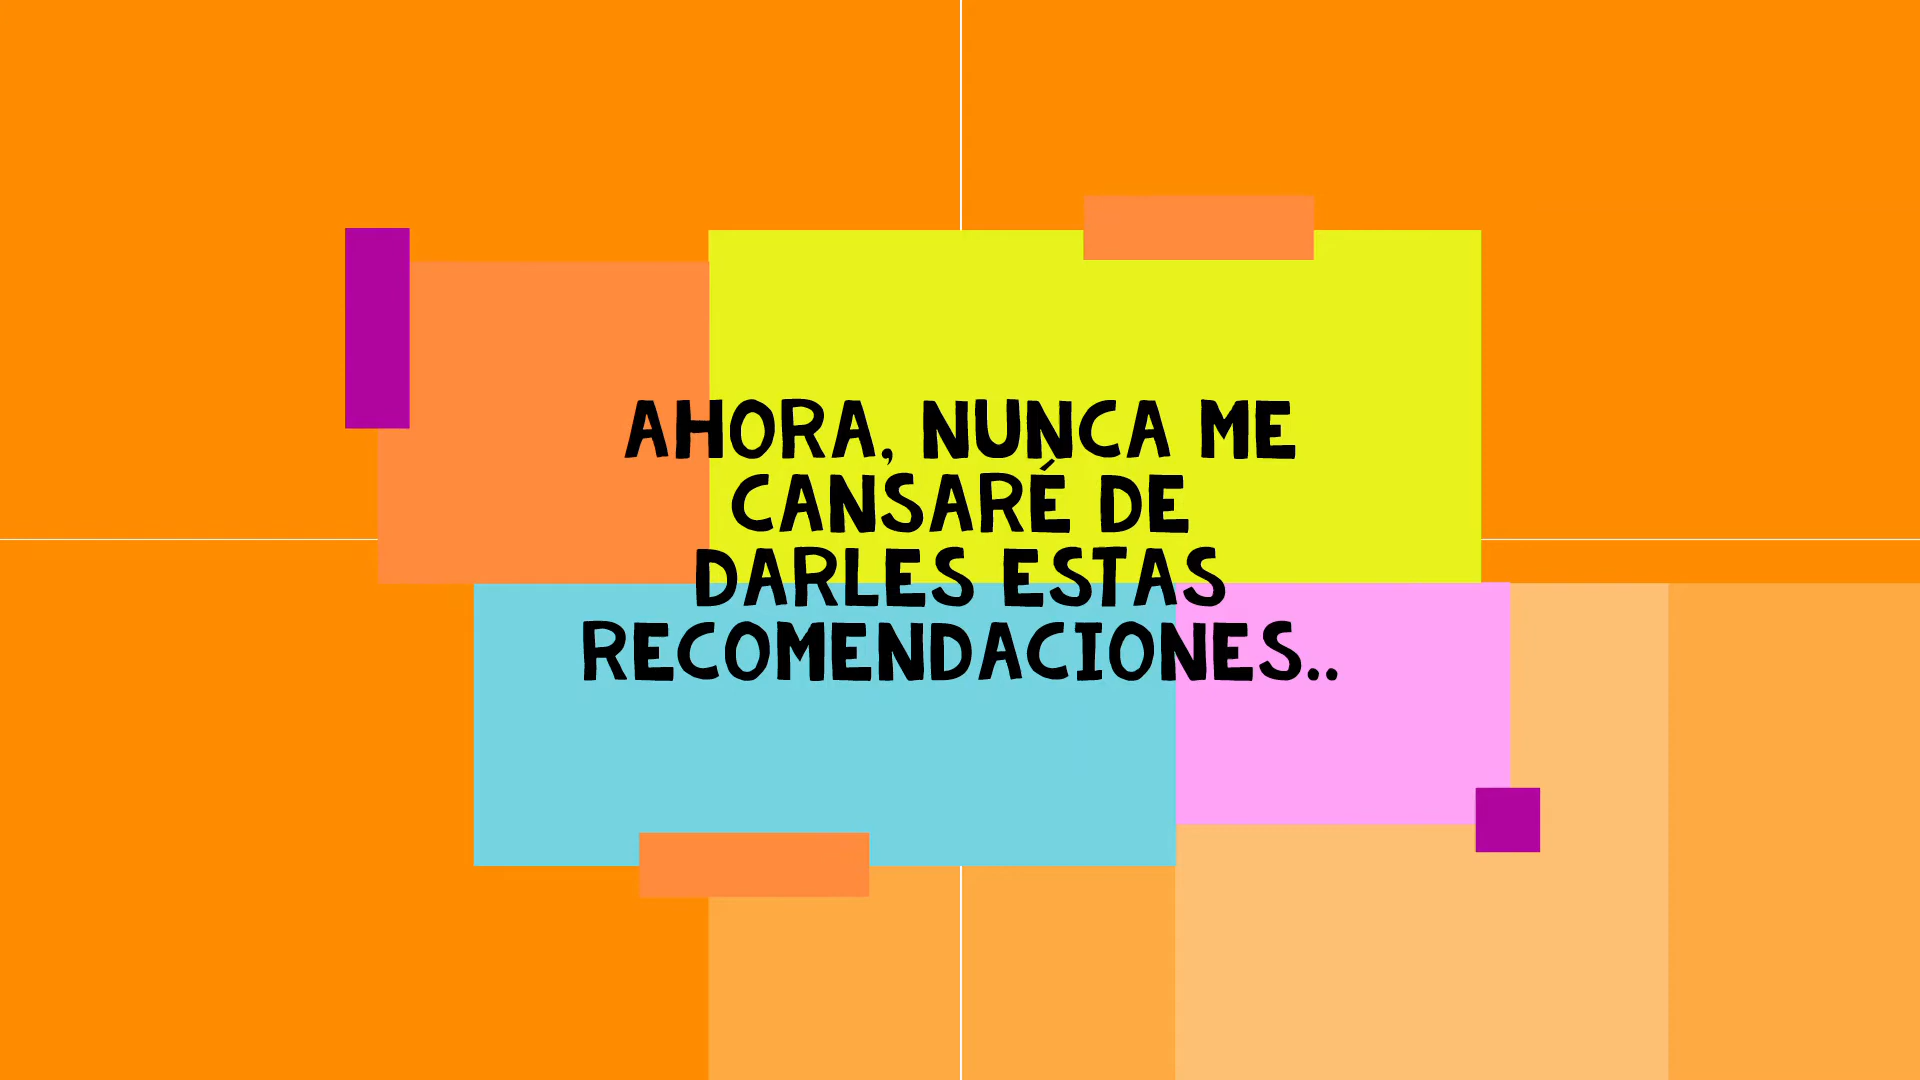 AHORA, NUNCA ME
CANSARÉ DE
DARLES ESTAS
RECOMENDACIONES..